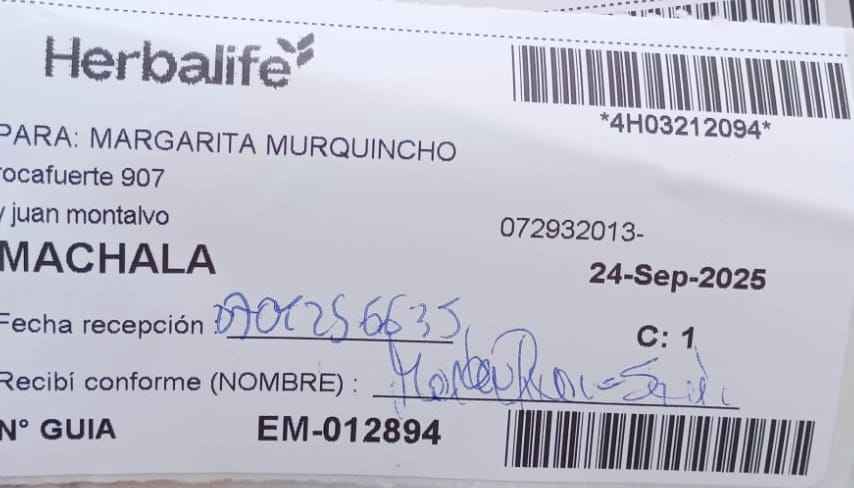 Herbalife
*4H03212094*
PARA: MARGARITA MURQUINCHO
rocafuerte 907
y juan montalvo
072932013-
MACHALA
24-Sep-2025
Fecha recepción
C: 1
Recibí conforme (NOMBRE) :
N° GUIA EM-012894